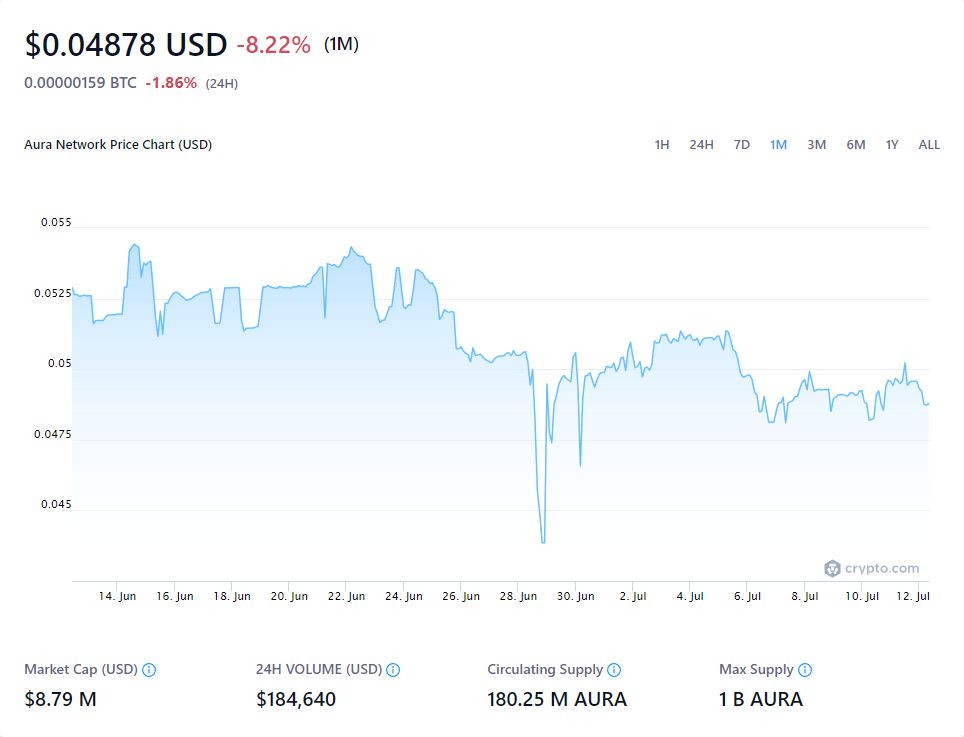 $0.04878 USD -8.22% (1M)
0.00000159 BTC -1.86% (24H)
Aura Network Price Chart (USD)
1H 24H 7D 1M 3M 6M 1Y ALL
0.055
0.0525
0.05
0.0475
0.045
crypto.com
14. Jun 16. Jun 18. Jun 20. Jun 22. Jun 24. Jun 26. Jun 28. Jun 30. Jun 2. Jul 4. Jul 6. Jul 8. Jul 10. Jul 12. Jul
Market Cap (USD) 24H VOLUME (USD) Circulating Supply Max Supply
$8.79 M $184,640 180.25 M AURA 1 B AURA